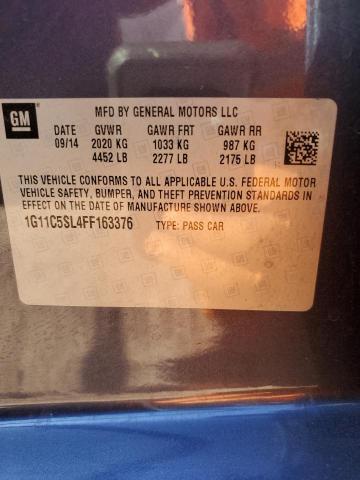 GM
MFD BY GENERAL MOTORS LLC
DATE GVWR GAWR FRT GAWR RR
09/14 2020 KG 1033 KG 987 KG
4452 LB 2277 LB 2175 LB
THIS VEHICLE CONFORMS TO ALL APPLICABLE U.S. FEDERAL MOTOR
VEHICLE SAFETY, BUMPER, AND THEFT PREVENTION STANDARDS
IN EFFECT ON THE DATE OF MANUFACTURE SHOWN ABOVE.
1G11C5SL4FF163376 TYPE: PASS CAR